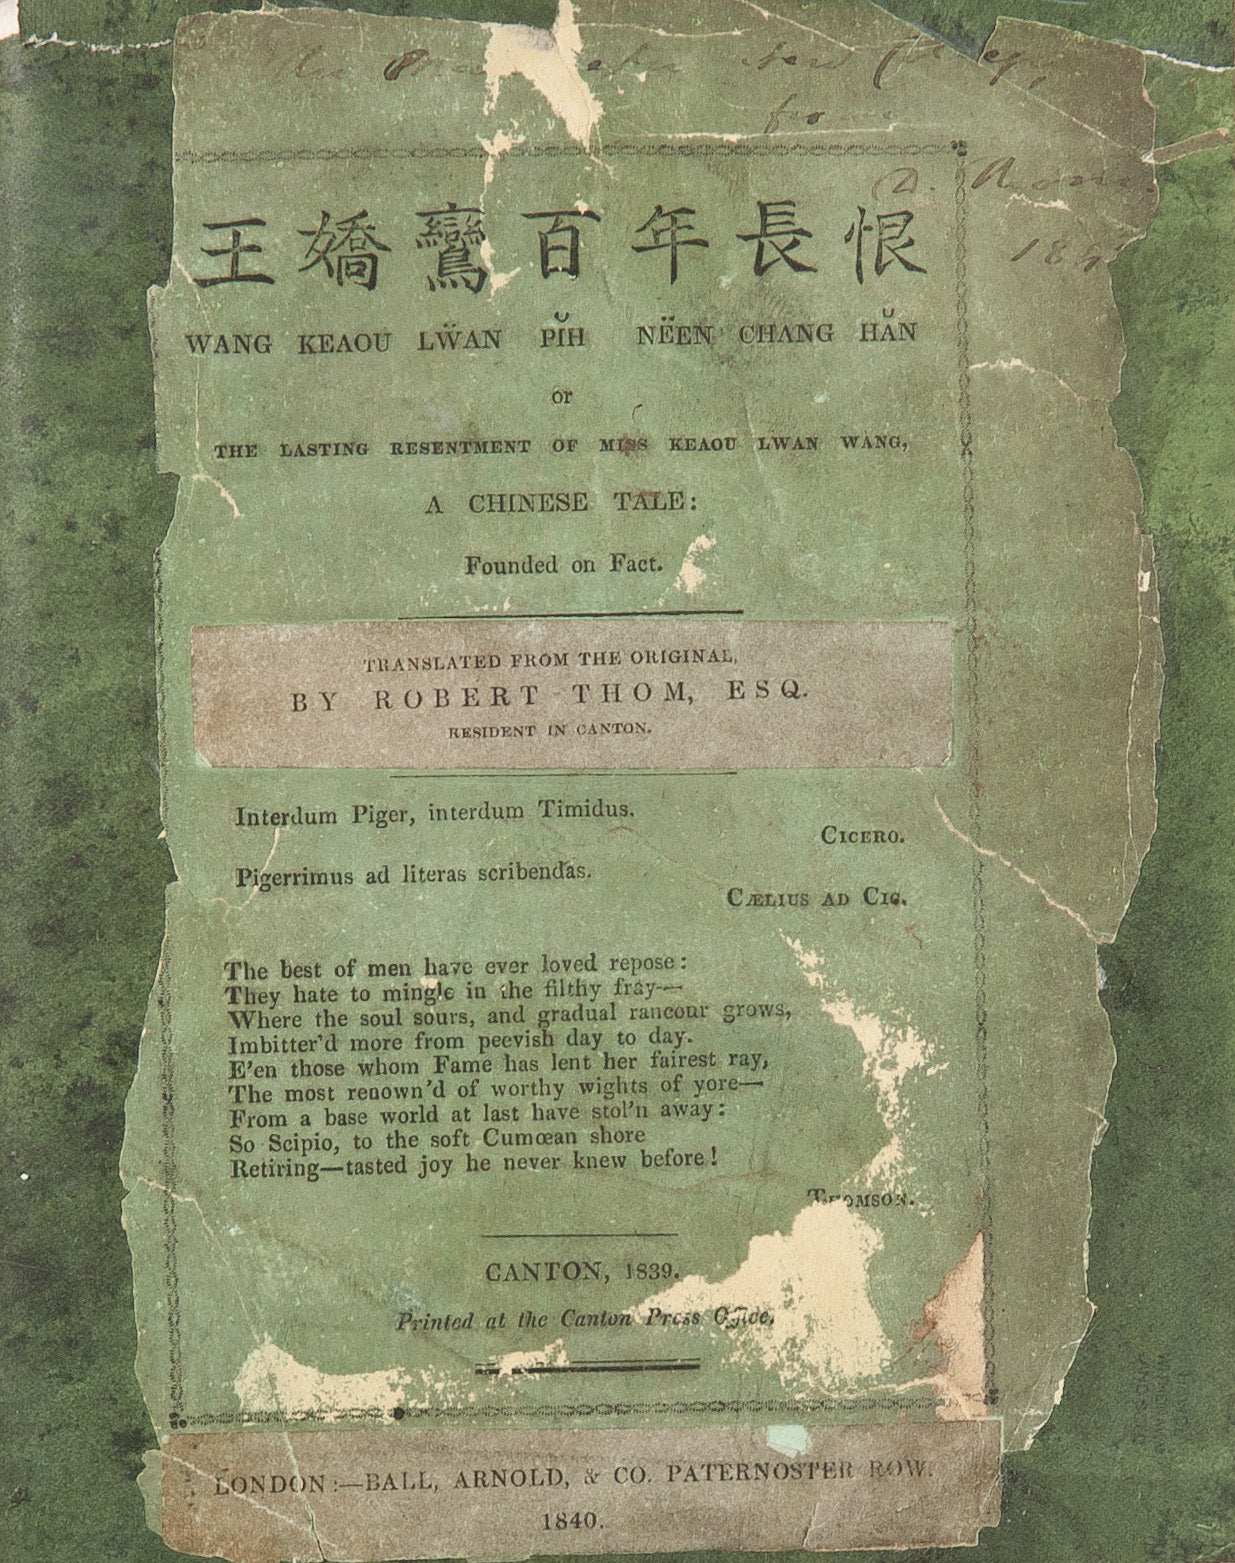 王嬌鸞百年長恨
WANG KEAOU LW̆AN PĬH NËEN CHANG HĂN
or
THE LASTING RESENTMENT OF MISS KEAOU LWAN WANG,
A CHINESE TALE:
Founded on Fact.
TRANSLATED FROM THE ORIGINAL,
BY ROBERT THOM, ESQ.
RESIDENT IN CANTON.
Interdum Piger, interdum Timidus.
CICERO.
Pigerrimus ad literas scribendas.
CÆLIUS AD CIC.
The best of men have ever loved repose:
They hate to mingle in the filthy fray—
Where the soul sours, and gradual rancour grows,
Imbitter'd more from peevish day to day.
E'en those whom Fame has lent her fairest ray,
The most renown'd of worthy wights of yore—
From a base world at last have stol'n away:
So Scipio, to the soft Cumœan shore
Retiring—tasted joy he never knew before!
THOMSON.
CANTON, 1839.
Printed at the Canton Press Office.
LONDON:—BALL, ARNOLD, & CO. PATERNOSTER ROW.
1840.